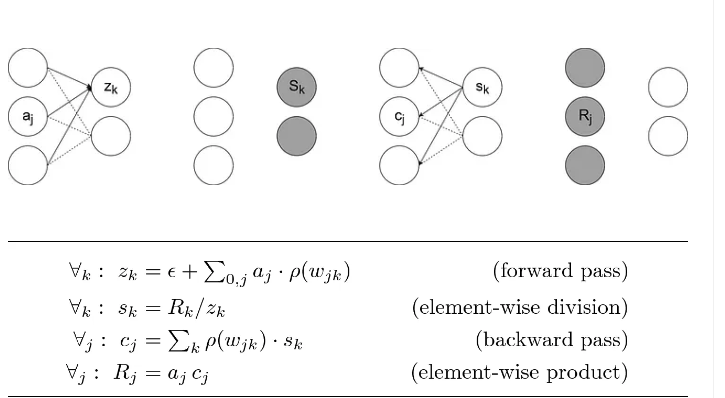 z_k
a_j
S_k
s_k
c_j
R_j
∀_k : z_k = ϵ + ∑_{0,j} a_j · ρ(w_{jk}) (forward pass)
∀_k : s_k = R_k/z_k (element-wise division)
∀_j : c_j = ∑_k ρ(w_{jk}) · s_k (backward pass)
∀_j : R_j = a_j c_j (element-wise product)